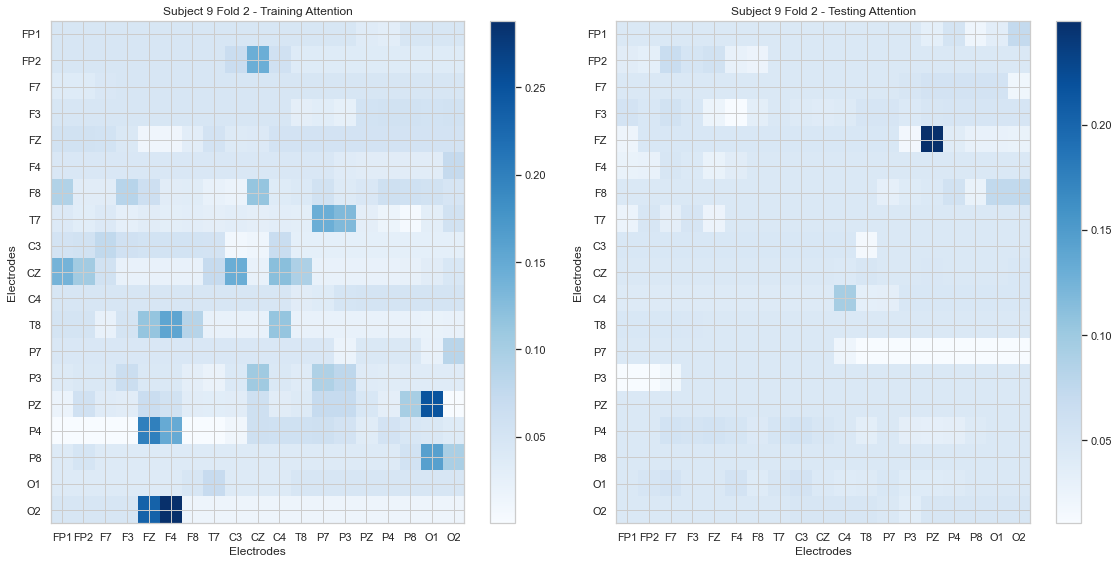 Subject 9 Fold 2 - Training Attention
FP1
FP2
F7
F3
FZ
F4
F8
T7
C3
CZ
C4
T8
P7
P3
PZ
P4
P8
O1
O2
Electrodes
FP1 FP2 F7 F3 FZ F4 F8 T7 C3 CZ C4 T8 P7 P3 PZ P4 P8 O1 O2
Electrodes
0.25
0.20
0.15
0.10
0.05
Subject 9 Fold 2 - Testing Attention
FP1
FP2
F7
F3
FZ
F4
F8
T7
C3
CZ
C4
T8
P7
P3
PZ
P4
P8
O1
O2
Electrodes
FP1 FP2 F7 F3 FZ F4 F8 T7 C3 CZ C4 T8 P7 P3 PZ P4 P8 O1 O2
Electrodes
0.20
0.15
0.10
0.05